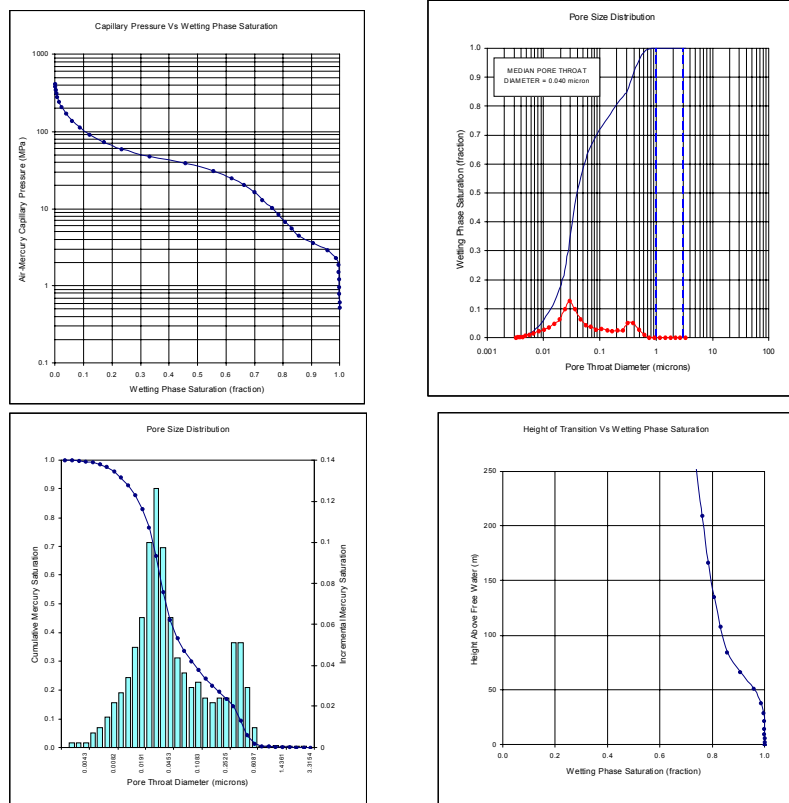 Capillary Pressure Vs Wetting Phase Saturation
1000
100
10
1
0.1
Air-Mercury Capillary Pressure (MPa)
0.0 0.1 0.2 0.3 0.4 0.5 0.6 0.7 0.8 0.9 1.0
Wetting Phase Saturation (fraction)
Pore Size Distribution
MEDIAN PORE THROAT
DIAMETER = 0.040 micron
1.0
0.9
0.8
0.7
0.6
0.5
0.4
0.3
0.2
0.1
0.0
Wetting Phase Saturation (fraction)
0.001 0.01 0.1 1 10 100
Pore Throat Diameter (microns)
Pore Size Distribution
1.0
0.9
0.8
0.7
0.6
0.5
0.4
0.3
0.2
0.1
0.0
Cumulative Mercury Saturation
0.14
0.12
0.1
0.08
0.06
0.04
0.02
0
Incremental Mercury Saturation
0.0043 0.0082 0.0191 0.0453 0.1083 0.2525 0.6087 1.4361 3.3154
Pore Throat Diameter (microns)
Height of Transition Vs Wetting Phase Saturation
250
200
150
100
50
0
Height Above Free Water (m)
0.0 0.2 0.4 0.6 0.8 1.0
Wetting Phase Saturation (fraction)